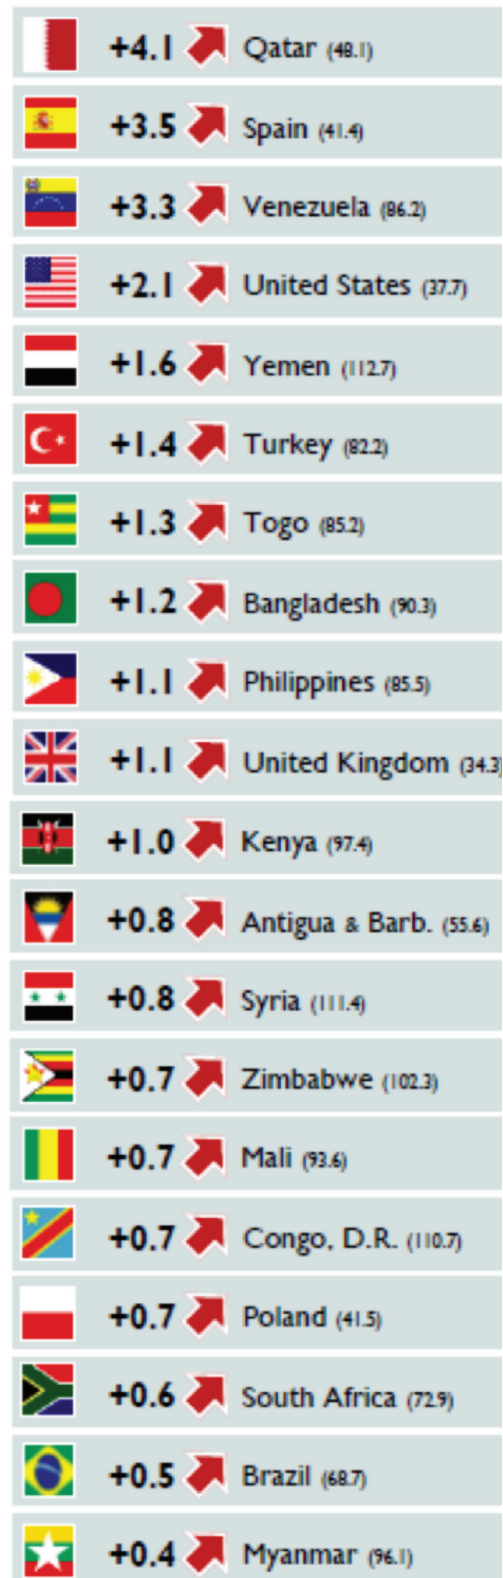 +4.1 Qatar (48.1)
+3.5 Spain (41.4)
+3.3 Venezuela (86.2)
+2.1 United States (37.7)
+1.6 Yemen (112.7)
+1.4 Turkey (82.2)
+1.3 Togo (85.2)
+1.2 Bangladesh (90.3)
+1.1 Philippines (85.5)
+1.1 United Kingdom (34.3)
+1.0 Kenya (97.4)
+0.8 Antigua & Barb. (55.6)
+0.8 Syria (111.4)
+0.7 Zimbabwe (102.3)
+0.7 Mali (93.6)
+0.7 Congo, D.R. (110.7)
+0.7 Poland (41.5)
+0.6 South Africa (72.9)
+0.5 Brazil (68.7)
+0.4 Myanmar (96.1)